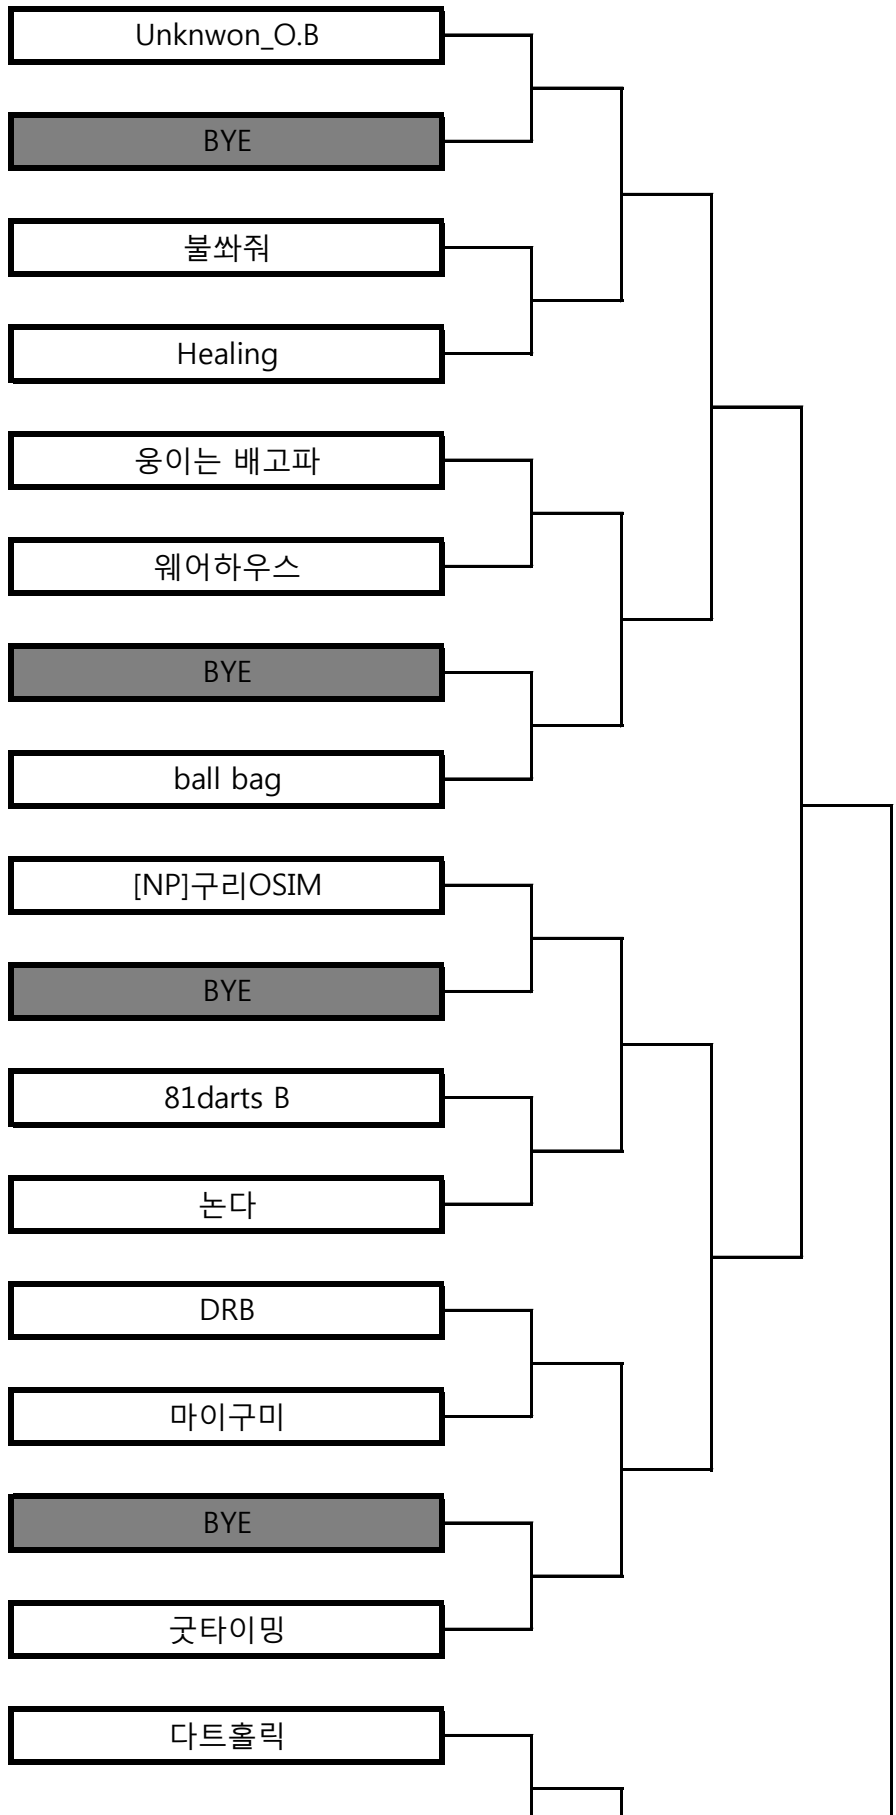 Unknwon_O.B
BYE
불쏴줘
Healing
웅이는 배고파
웨어하우스
BYE
ball bag
[NP]구리OSIM
BYE
81darts B
논다
DRB
마이구미
BYE
굿타이밍
다트홀릭